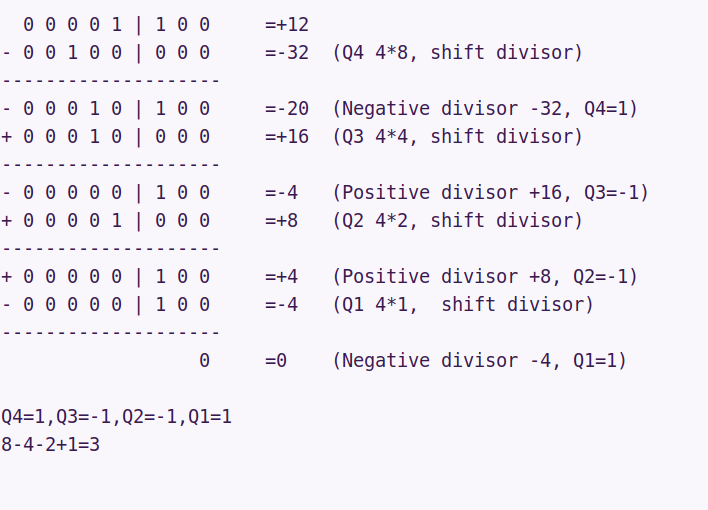 0 0 0 0 1 | 1 0 0     =+12
- 0 0 1 0 0 | 0 0 0     =-32  (Q4 4*8, shift divisor)
--------------------
- 0 0 0 1 0 | 1 0 0     =-20  (Negative divisor -32, Q4=1)
+ 0 0 0 1 0 | 0 0 0     =+16  (Q3 4*4, shift divisor)
--------------------
- 0 0 0 0 0 | 1 0 0     =-4   (Positive divisor +16, Q3=-1)
+ 0 0 0 0 1 | 0 0 0     =+8   (Q2 4*2, shift divisor)
--------------------
+ 0 0 0 0 0 | 1 0 0     =+4   (Positive divisor +8, Q2=-1)
- 0 0 0 0 0 | 1 0 0     =-4   (Q1 4*1,  shift divisor)
--------------------
                  0     =0    (Negative divisor -4, Q1=1)

Q4=1,Q3=-1,Q2=-1,Q1=1
8-4-2+1=3